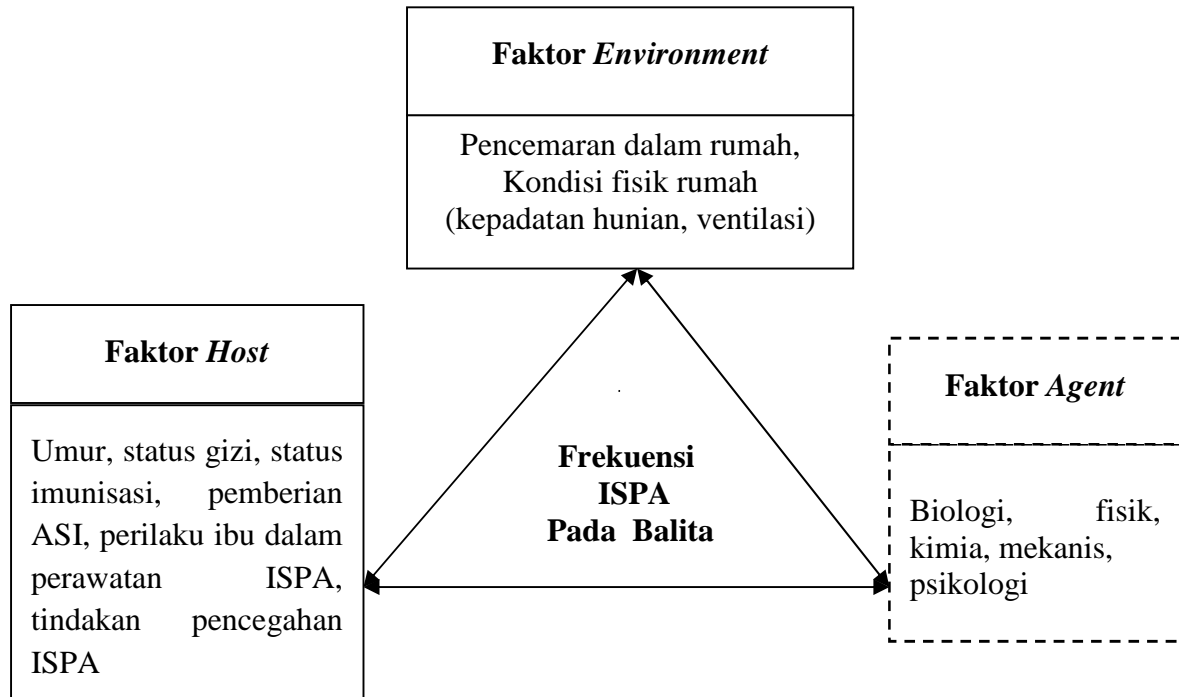 Faktor Environment
Pencemaran dalam rumah,
Kondisi fisik rumah
(kepadatan hunian, ventilasi)
Faktor Host
Umur, status gizi, status
imunisasi, pemberian
ASI, perilaku ibu dalam
perawatan ISPA,
tindakan pencegahan
ISPA
Frekuensi
ISPA
Pada Balita
Faktor Agent
Biologi, fisik,
kimia, mekanis,
psikologi